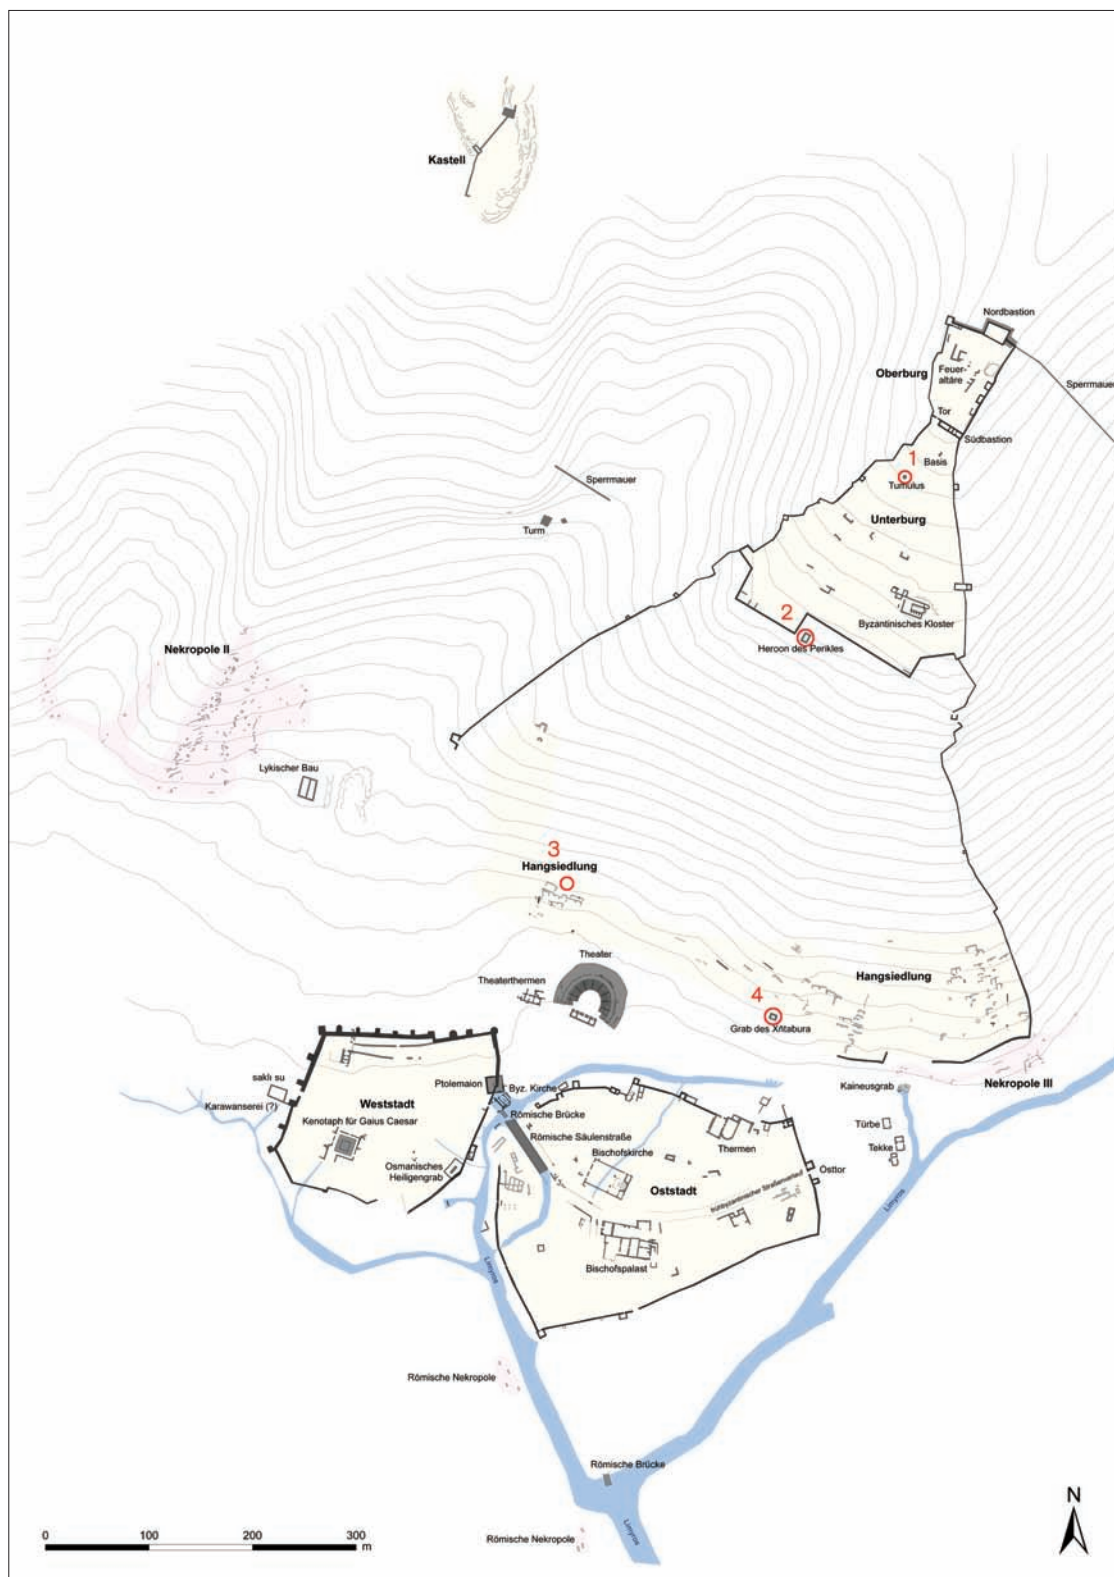 Kastell
Nordbastion
Oberburg
Feuer-
altäre
Sperrmauer
Tor
Südbastion
1
Basis
Tumulus
Sperrmauer
Unterburg
Turm
2
Byzantinisches Kloster
Heroon des Perikles
Nekropole II
Lykischer Bau
3
Hangsiedlung
Theater
Hangsiedlung
Theaterthermen
4
Grab des Xñtabura
saklı su
Ptolemaion
Byz. Kirche
Kaineusgrab
Nekropole III
Karawanserei (?)
Weststadt
Kenotaph für Gaius Caesar
Römische Brücke
Türbe
Römische Säulenstraße
Thermen
Tekke
Bischofskirche
Osmanisches
Heiligengrab
Osttor
Oststadt
frühbyzantinischer Straßenverlauf
Limyros
Bischofspalast
Limyros
Römische Nekropole
Römische Brücke
Limyros
Römische Nekropole
N
0 100 200 300
m